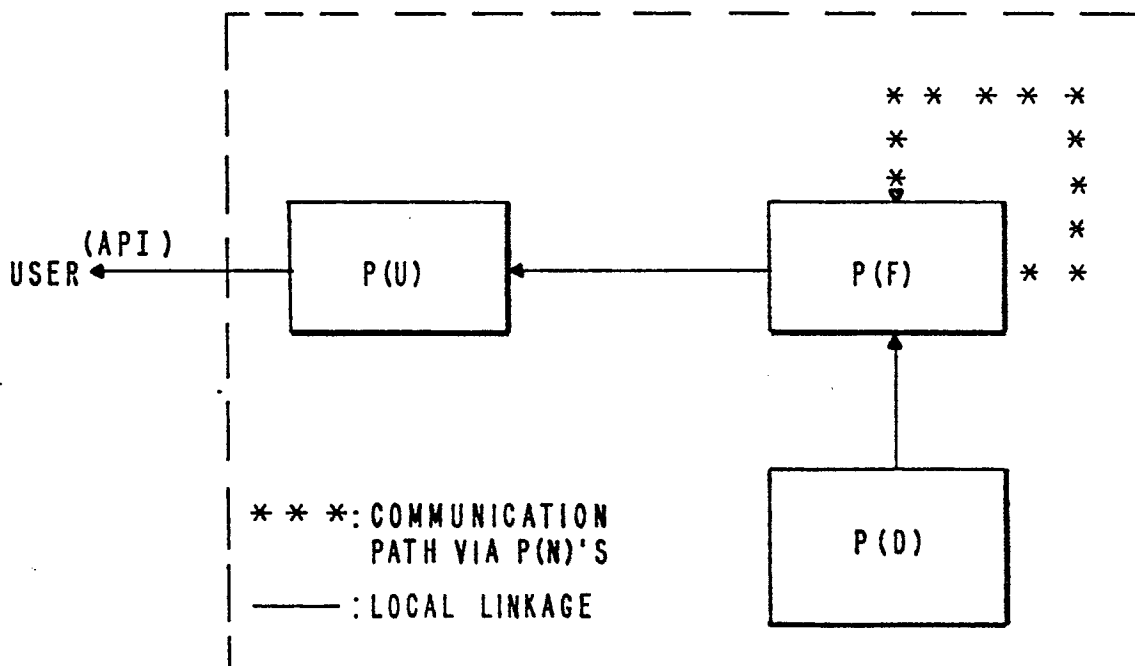 (API)
USER
P(U)
P(F)
P(D)
* * *: COMMUNICATION
PATH VIA P(N)'S
———: LOCAL LINKAGE